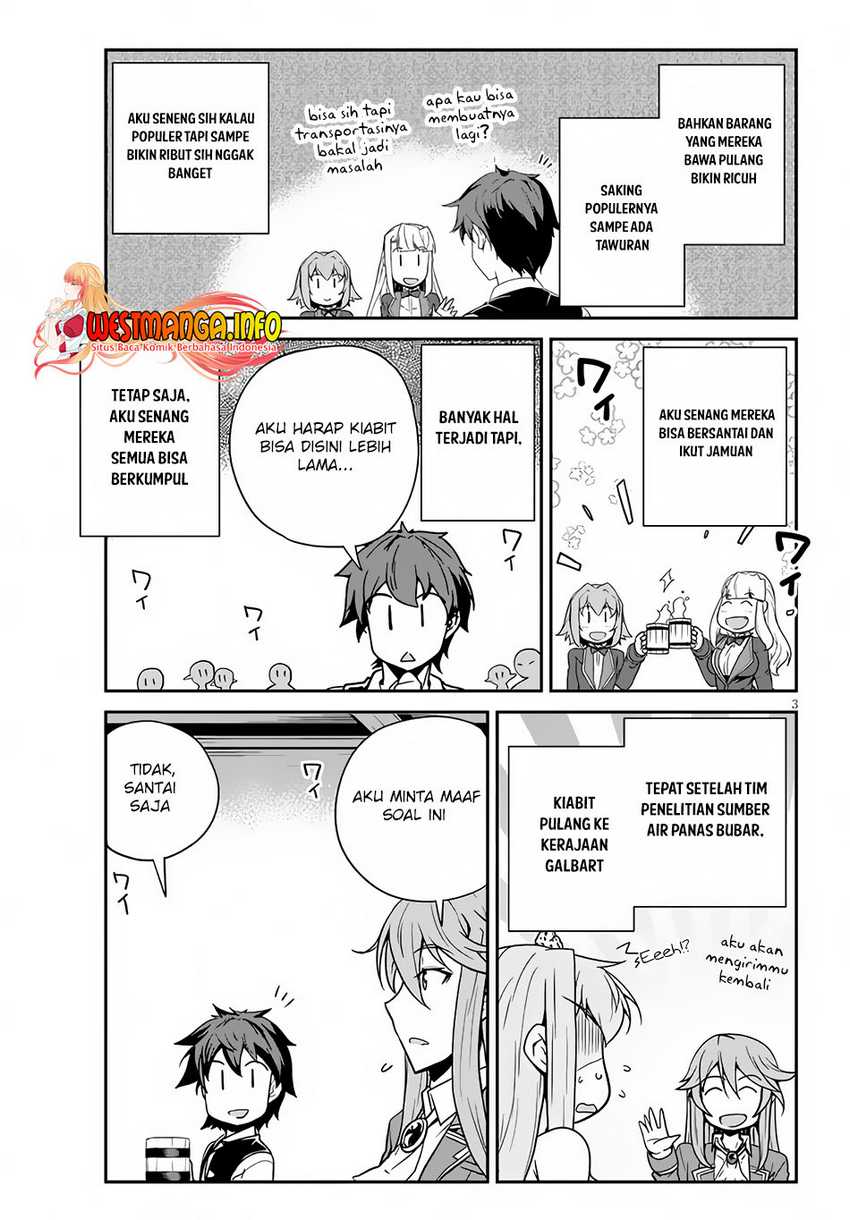 BAHKAN BARANG
YANG MEREKA
BAWA PULANG
BIKIN RICUH
SAKING
POPULERNYA
SAMPE ADA
TAWURAN
apa kau bisa
membuatnya
lagi?
bisa sih tapi
transportasinya
bakal jadi
masalah
AKU SENENG SIH KALAU
POPULER TAPI SAMPE
BIKIN RIBUT SIH NGGAK
BANGET
WESTMANGA.INFO
Situs Baca Komik Berbahasa Indonesia
AKU SENANG MEREKA
BISA BERSANTAI DAN
IKUT JAMUAN
ワイ
ワイ
BANYAK HAL
TERJADI TAPI.
AKU HARAP KIABIT
BISA DISINI LEBIH
LAMA...
TETAP SAJA,
AKU SENANG
MEREKA
SEMUA BISA
BERKUMPUL
ワイ
ワイ
3
TEPAT SETELAH TIM
PENELITIAN SUMBER
AIR PANAS BUBAR.
KIABIT
PULANG KE
KERAJAAN
GALBART
aku akan
mengirimmu
kembali
Eeeh!?
AKU MINTA MAAF
SOAL INI
ワイ
TIDAK,
SANTAI
SAJA
ワイ